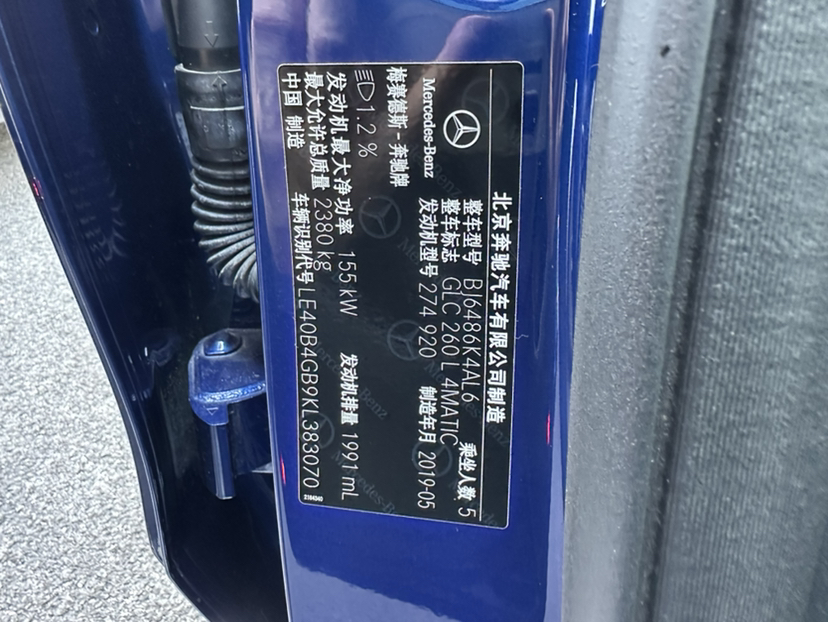 北京奔驰汽车有限公司制造
Mercedes-Benz
梅赛德斯-奔驰牌
整车型号 BJ6486K4AL6 乘坐人数 5
整车标志 GLC 260 L 4MATIC
发动机型号 274 920 制造年月 2019-05
1.2 %
发动机最大净功率 155 kW 发动机排量 1991 mL
最大允许总质量 2380 kg
中国 制造 车辆识别代号 LE40B4GB9KL383070